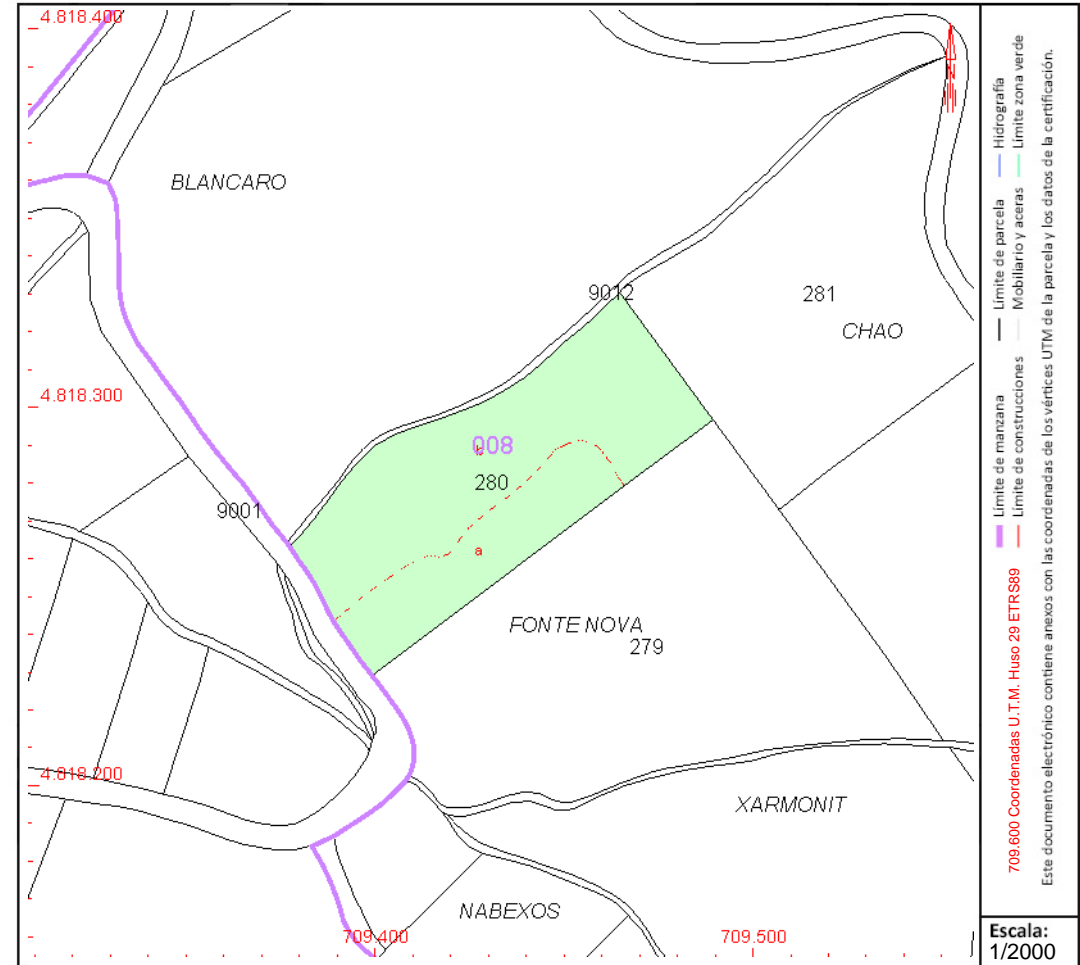 4.818.400
BLANCARO
9012
281
CHAO
4.818.300
008
b
280
9001
a
FONTE NOVA
279
4.818.200
XARMONIT
NABEXOS
709.400
709.500
N
Límite de manzana
Límite de parcela
Hidrografía
Límite de construcciones
Mobiliario y aceras
Límite zona verde
709.600 Coordenadas U.T.M. Huso 29 ETRS89
Este documento electrónico contiene anexos con las coordenadas de los vértices UTM de la parcela y los datos de la certificación.
Escala:
1/2000